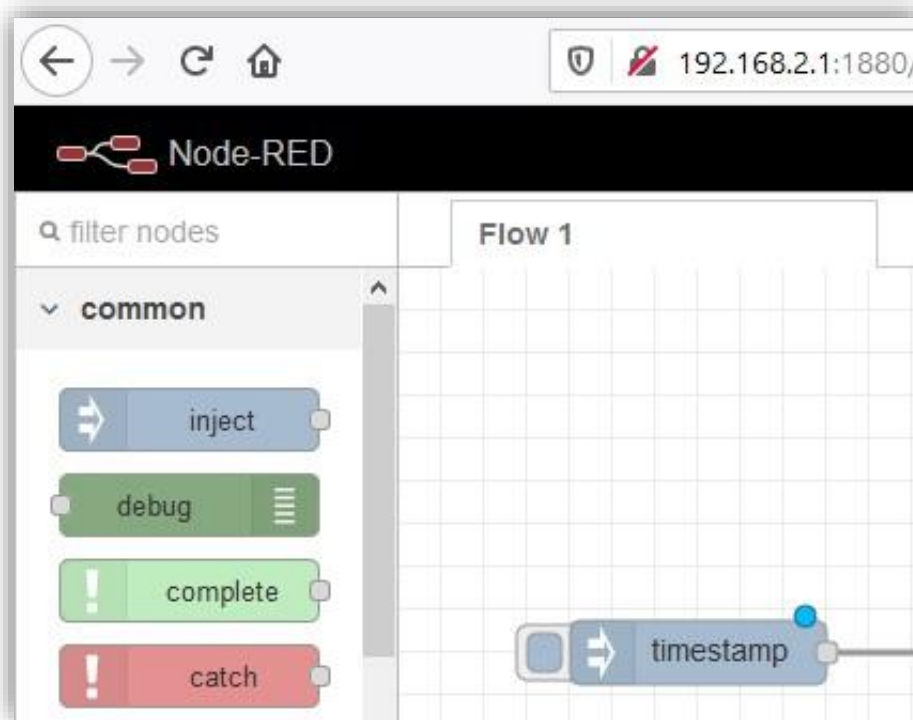 192.168.2.1:1880/
Node-RED
filter nodes
Flow 1
common
inject
debug
complete
catch
timestamp